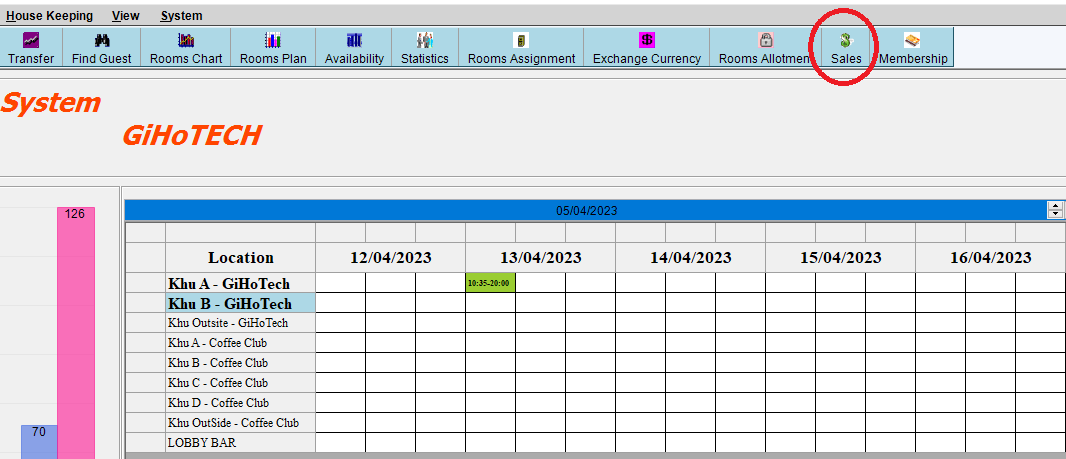 House Keeping View System
Transfer Find Guest Rooms Chart Rooms Plan Availability Statistics Rooms Assignment Exchange Currency Rooms Allotmen Sales Membership
System
GiHoTECH
126
70
05/04/2023
Location 12/04/2023 13/04/2023 14/04/2023 15/04/2023 16/04/2023
Khu A - GiHoTech 10:35-20:00
Khu B - GiHoTech
Khu Outsite - GiHoTech
Khu A - Coffee Club
Khu B - Coffee Club
Khu C - Coffee Club
Khu D - Coffee Club
Khu OutSide - Coffee Club
LOBBY BAR